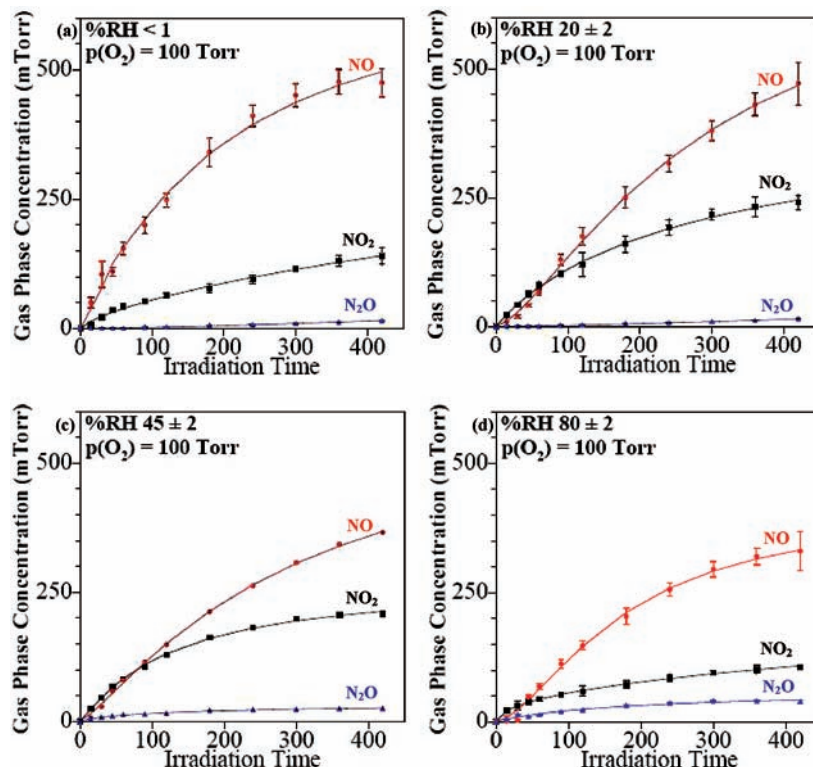 (a) %RH < 1
p(O₂) = 100 Torr
NO
NO₂
N₂O
500
250
0
0 100 200 300 400
Gas Phase Concentration (mTorr)
Irradiation Time
(b) %RH 20 ± 2
p(O₂) = 100 Torr
NO
NO₂
N₂O
500
250
0
0 100 200 300 400
Gas Phase Concentration (mTorr)
Irradiation Time
(c) %RH 45 ± 2
p(O₂) = 100 Torr
NO
NO₂
N₂O
500
250
0
0 100 200 300 400
Gas Phase Concentration (mTorr)
Irradiation Time
(d) %RH 80 ± 2
p(O₂) = 100 Torr
NO
NO₂
N₂O
500
250
0
0 100 200 300 400
Gas Phase Concentration (mTorr)
Irradiation Time